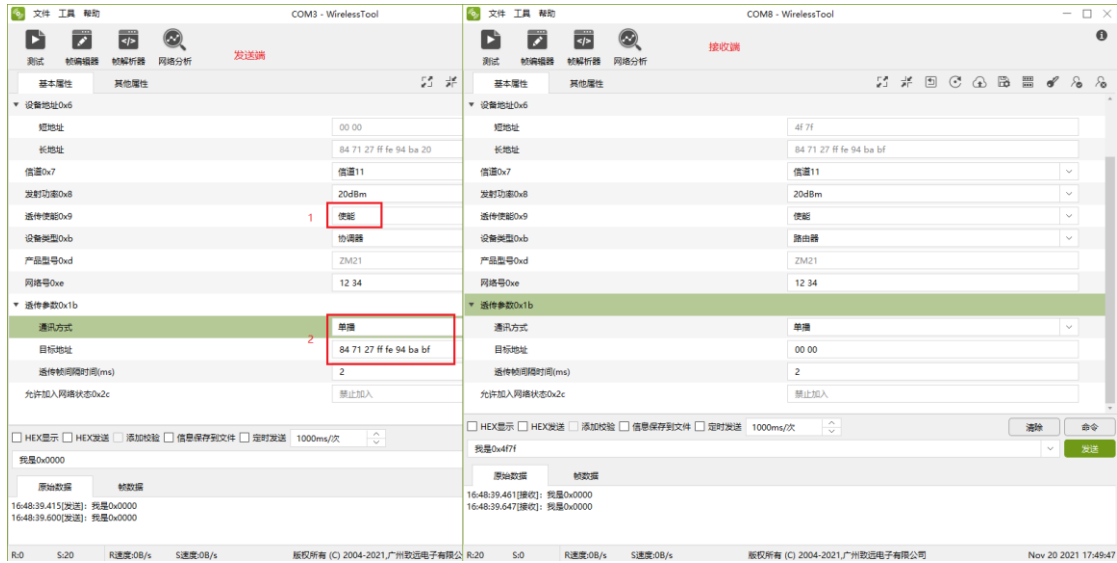 文件 工具 帮助 COM3 - WirelessTool
测试 帧编辑器 帧解析器 网络分析 发送端
基本属性 其他属性
设备地址0x6
短地址 00 00
长地址 84 71 27 ff fe 94 ba 20
信道0x7 信道11
发射功率0x8 20dBm
透传使能0x9 1 使能
设备类型0xb 协调器
产品型号0xd ZM21
网络号0xe 12 34
透传参数0x1b
通讯方式 单播
2
目标地址 84 71 27 ff fe 94 ba bf
透传帧间隔时间(ms) 2
允许加入网络状态0x2c 禁止加入
HEX显示 HEX发送 添加校验 信息保存到文件 定时发送 1000ms/次
我是0x0000
原始数据 帧数据
16:48:39.415[发送]: 我是0x0000
16:48:39.600[发送]: 我是0x0000
R:0 S:20 R速度:0B/s S速度:0B/s 版权所有 (C) 2004-2021,广州致远电子有限公
文件 工具 帮助 COM8 - WirelessTool
测试 帧编辑器 帧解析器 网络分析 接收端
基本属性 其他属性
设备地址0x6
短地址 4f 7f
长地址 84 71 27 ff fe 94 ba bf
信道0x7 信道11
发射功率0x8 20dBm
透传使能0x9 使能
设备类型0xb 路由器
产品型号0xd ZM21
网络号0xe 12 34
透传参数0x1b
通讯方式 单播
目标地址 00 00
透传帧间隔时间(ms) 2
允许加入网络状态0x2c 禁止加入
HEX显示 HEX发送 添加校验 信息保存到文件 定时发送 1000ms/次 清除 命令
我是0x4f7f 发送
原始数据 帧数据
16:48:39.461[接收]: 我是0x0000
16:48:39.647[接收]: 我是0x0000
R:20 S:0 R速度:0B/s S速度:0B/s 版权所有 (C) 2004-2021,广州致远电子有限公司 Nov 20 2021 17:49:47